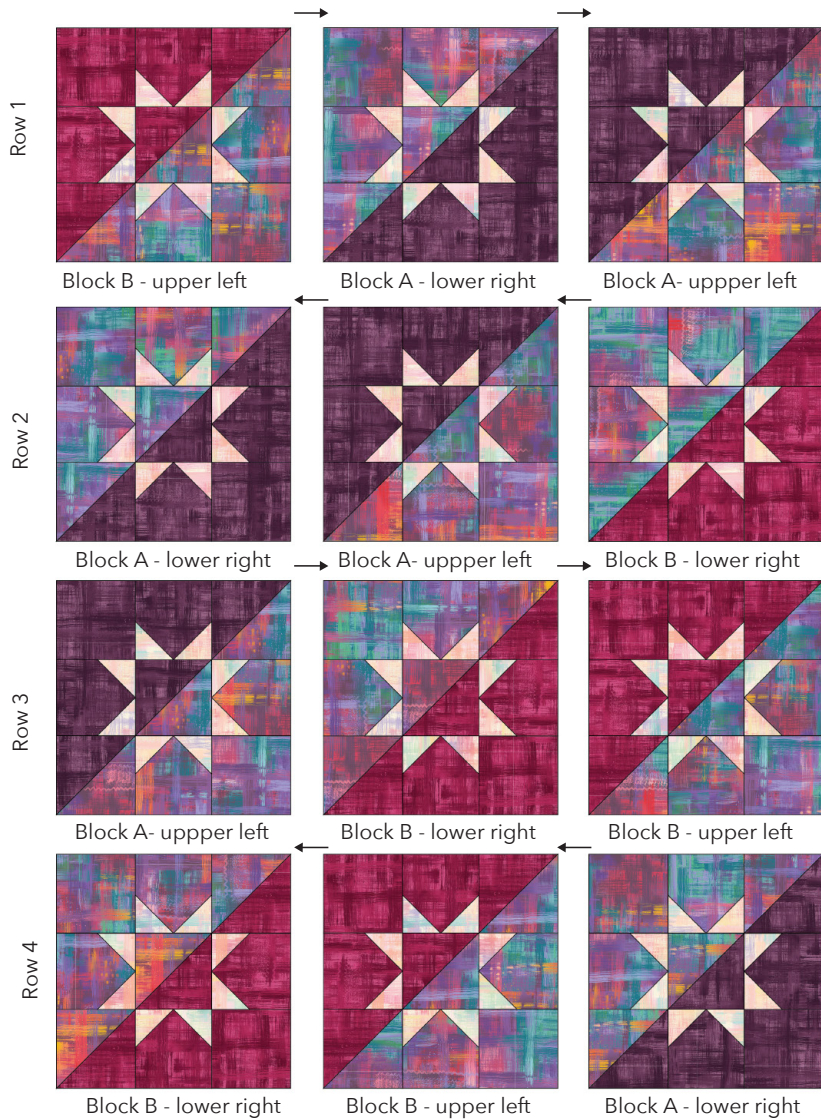 Row 1
Block B - upper left
Block A - lower right
Block A- uppper left
Row 2
Block A - lower right
Block A- uppper left
Block B - lower right
Row 3
Block A- uppper left
Block B - lower right
Block B - upper left
Row 4
Block B - lower right
Block B - upper left
Block A - lower right